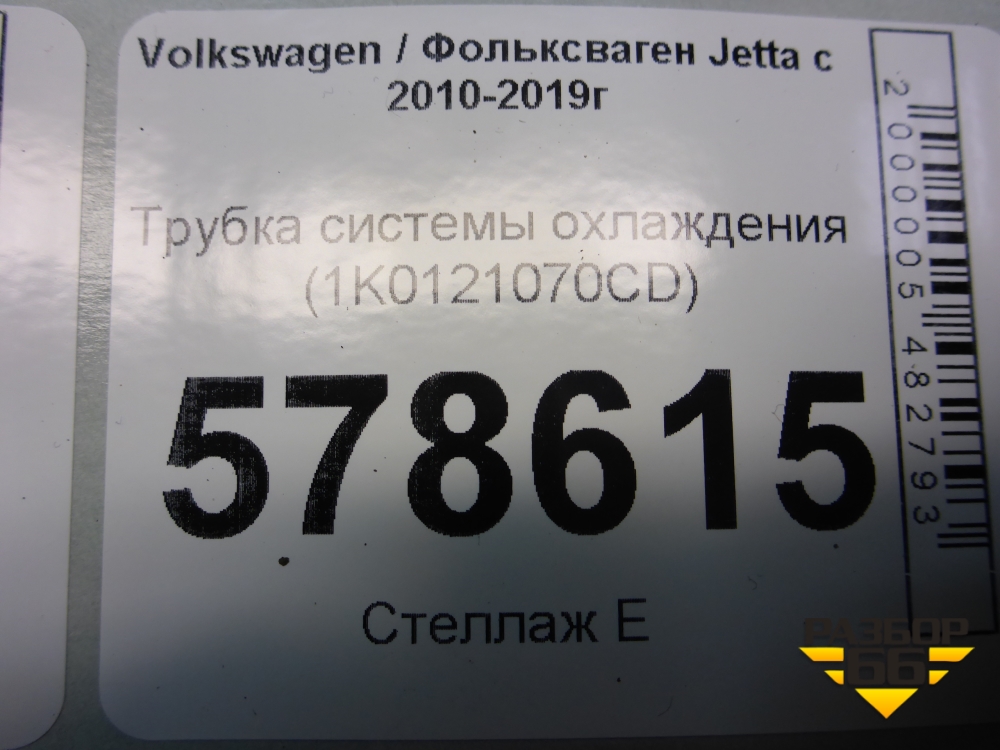 Volkswagen / Фольксваген Jetta с
2010-2019г
Трубка системы охлаждения
(1K0121070CD)
578615
Стеллаж Е
2000005482793
РАЗБОР
66